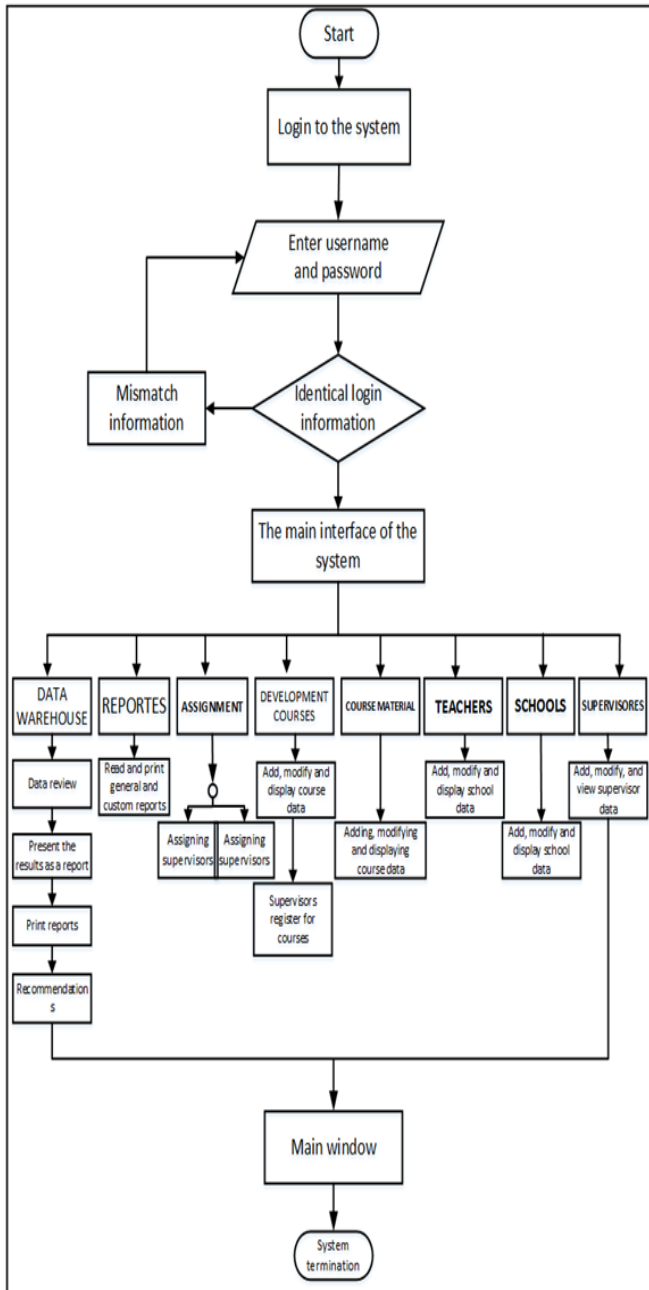 Start
Login to the system
Enter username
and password
Identical login
information
Mismatch
information
The main interface of the
system
DATA
WAREHOUSE
REPORTES
ASSIGNMENT
DEVELOPMENT
COURSES
COURSE MATERIAL
TEACHERS
SCHOOLS
SUPERVISORES
Data review
Present the
results as a report
Print reports
Recommendation
s
Read and print
general and
custom reports
Assigning
supervisors
Assigning
supervisors
Add, modify and
display course
data
Supervisors
register for
courses
Adding, modifying
and displaying
course data
Add, modify and
display school
data
Add, modify and
display school
data
Add, modify, and
view supervisor
data
Main window
System
termination